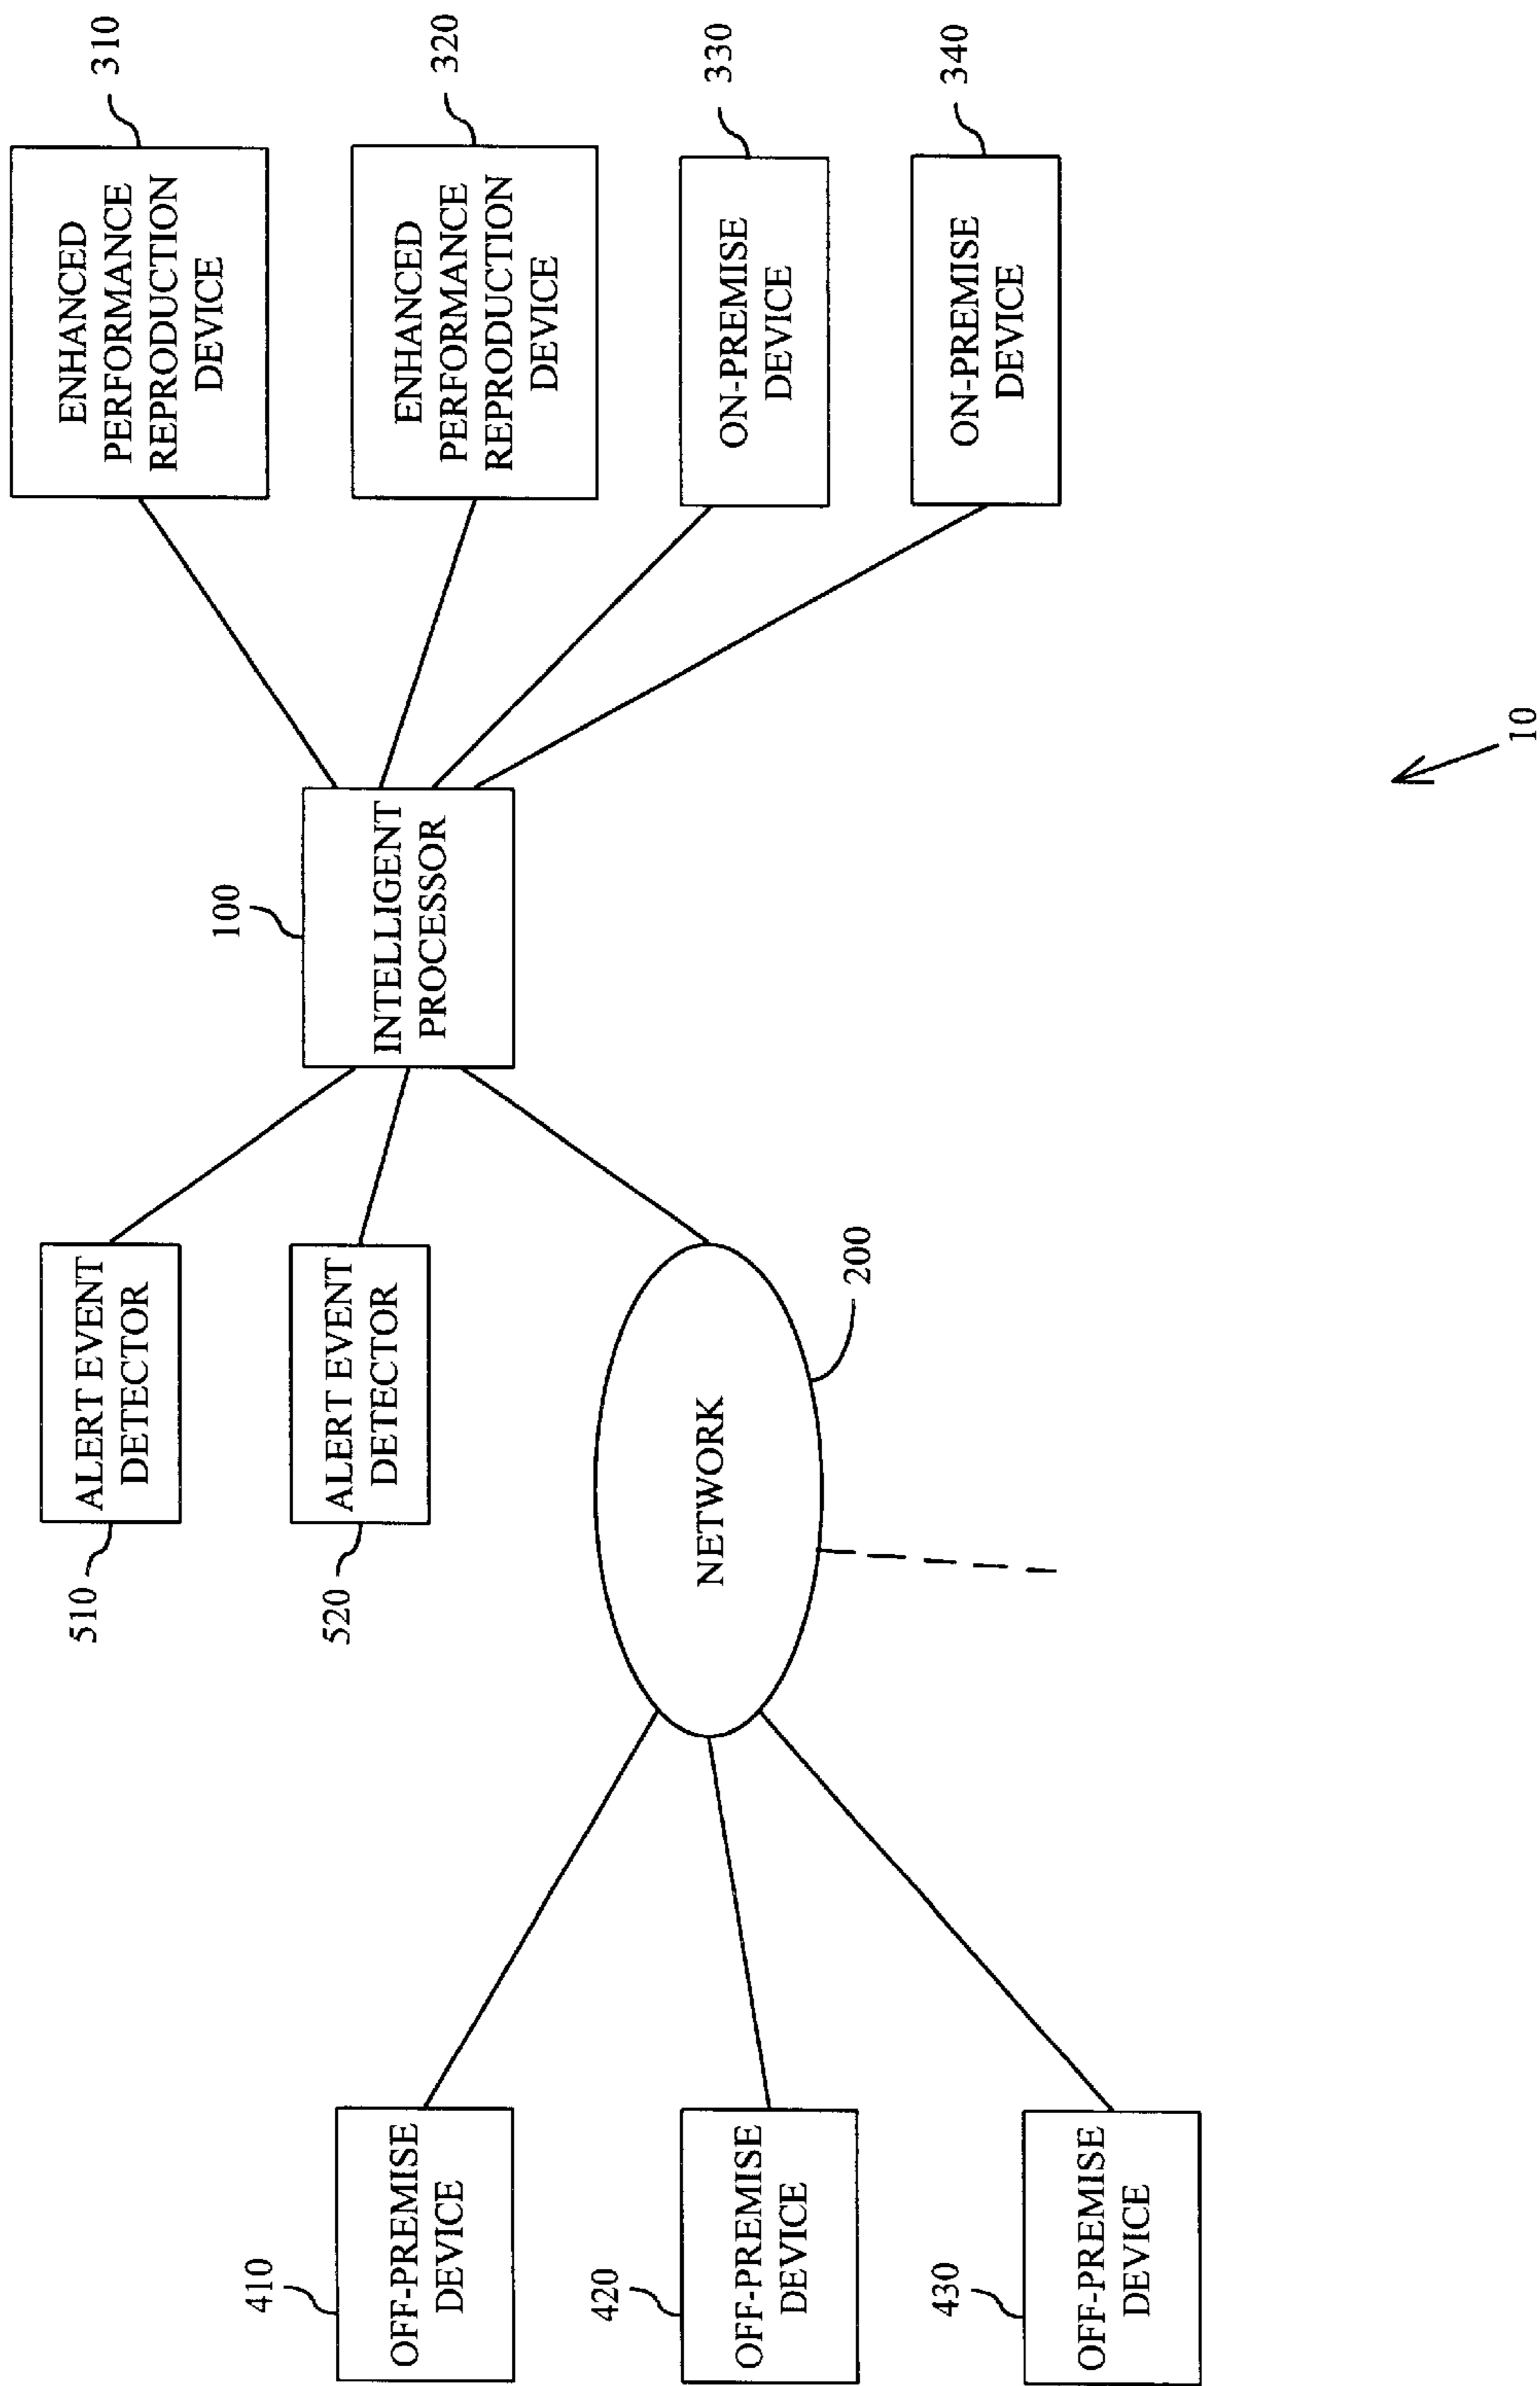 510
ALERT EVENT
DETECTOR
520
ALERT EVENT
DETECTOR
410
OFF-PREMISE
DEVICE
420
OFF-PREMISE
DEVICE
430
OFF-PREMISE
DEVICE
NETWORK
200
100
INTELLIGENT
PROCESSOR
310
ENHANCED
PERFORMANCE
REPRODUCTION
DEVICE
320
ENHANCED
PERFORMANCE
REPRODUCTION
DEVICE
330
ON-PREMISE
DEVICE
340
ON-PREMISE
DEVICE
10